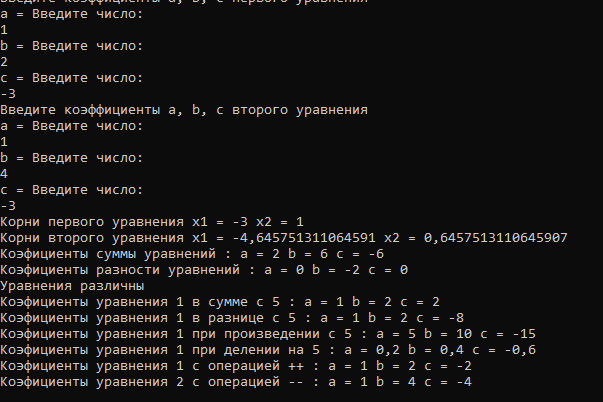 Введите коэффициенты a, b, c первого уравнения
a = Введите число:
1
b = Введите число:
2
c = Введите число:
-3
Введите коэффициенты a, b, c второго уравнения
a = Введите число:
1
b = Введите число:
4
c = Введите число:
-3
Корни первого уравнения x1 = -3 x2 = 1
Корни второго уравнения x1 = -4,645751311064591 x2 = 0,6457513110645907
Коэфициенты суммы уравнений : a = 2 b = 6 c = -6
Коэфициенты разности уравнений : a = 0 b = -2 c = 0
Уравнения различны
Коэфициенты уравнения 1 в сумме с 5 : a = 1 b = 2 c = 2
Коэфициенты уравнения 1 в разнице с 5 : a = 1 b = 2 c = -8
Коэфициенты уравнения 1 при произведении с 5 : a = 5 b = 10 c = -15
Коэфициенты уравнения 1 при делении на 5 : a = 0,2 b = 0,4 c = -0,6
Коэфициенты уравнения 1 с операцией ++ : a = 1 b = 2 c = -2
Коэфициенты уравнения 2 с операцией -- : a = 1 b = 4 c = -4